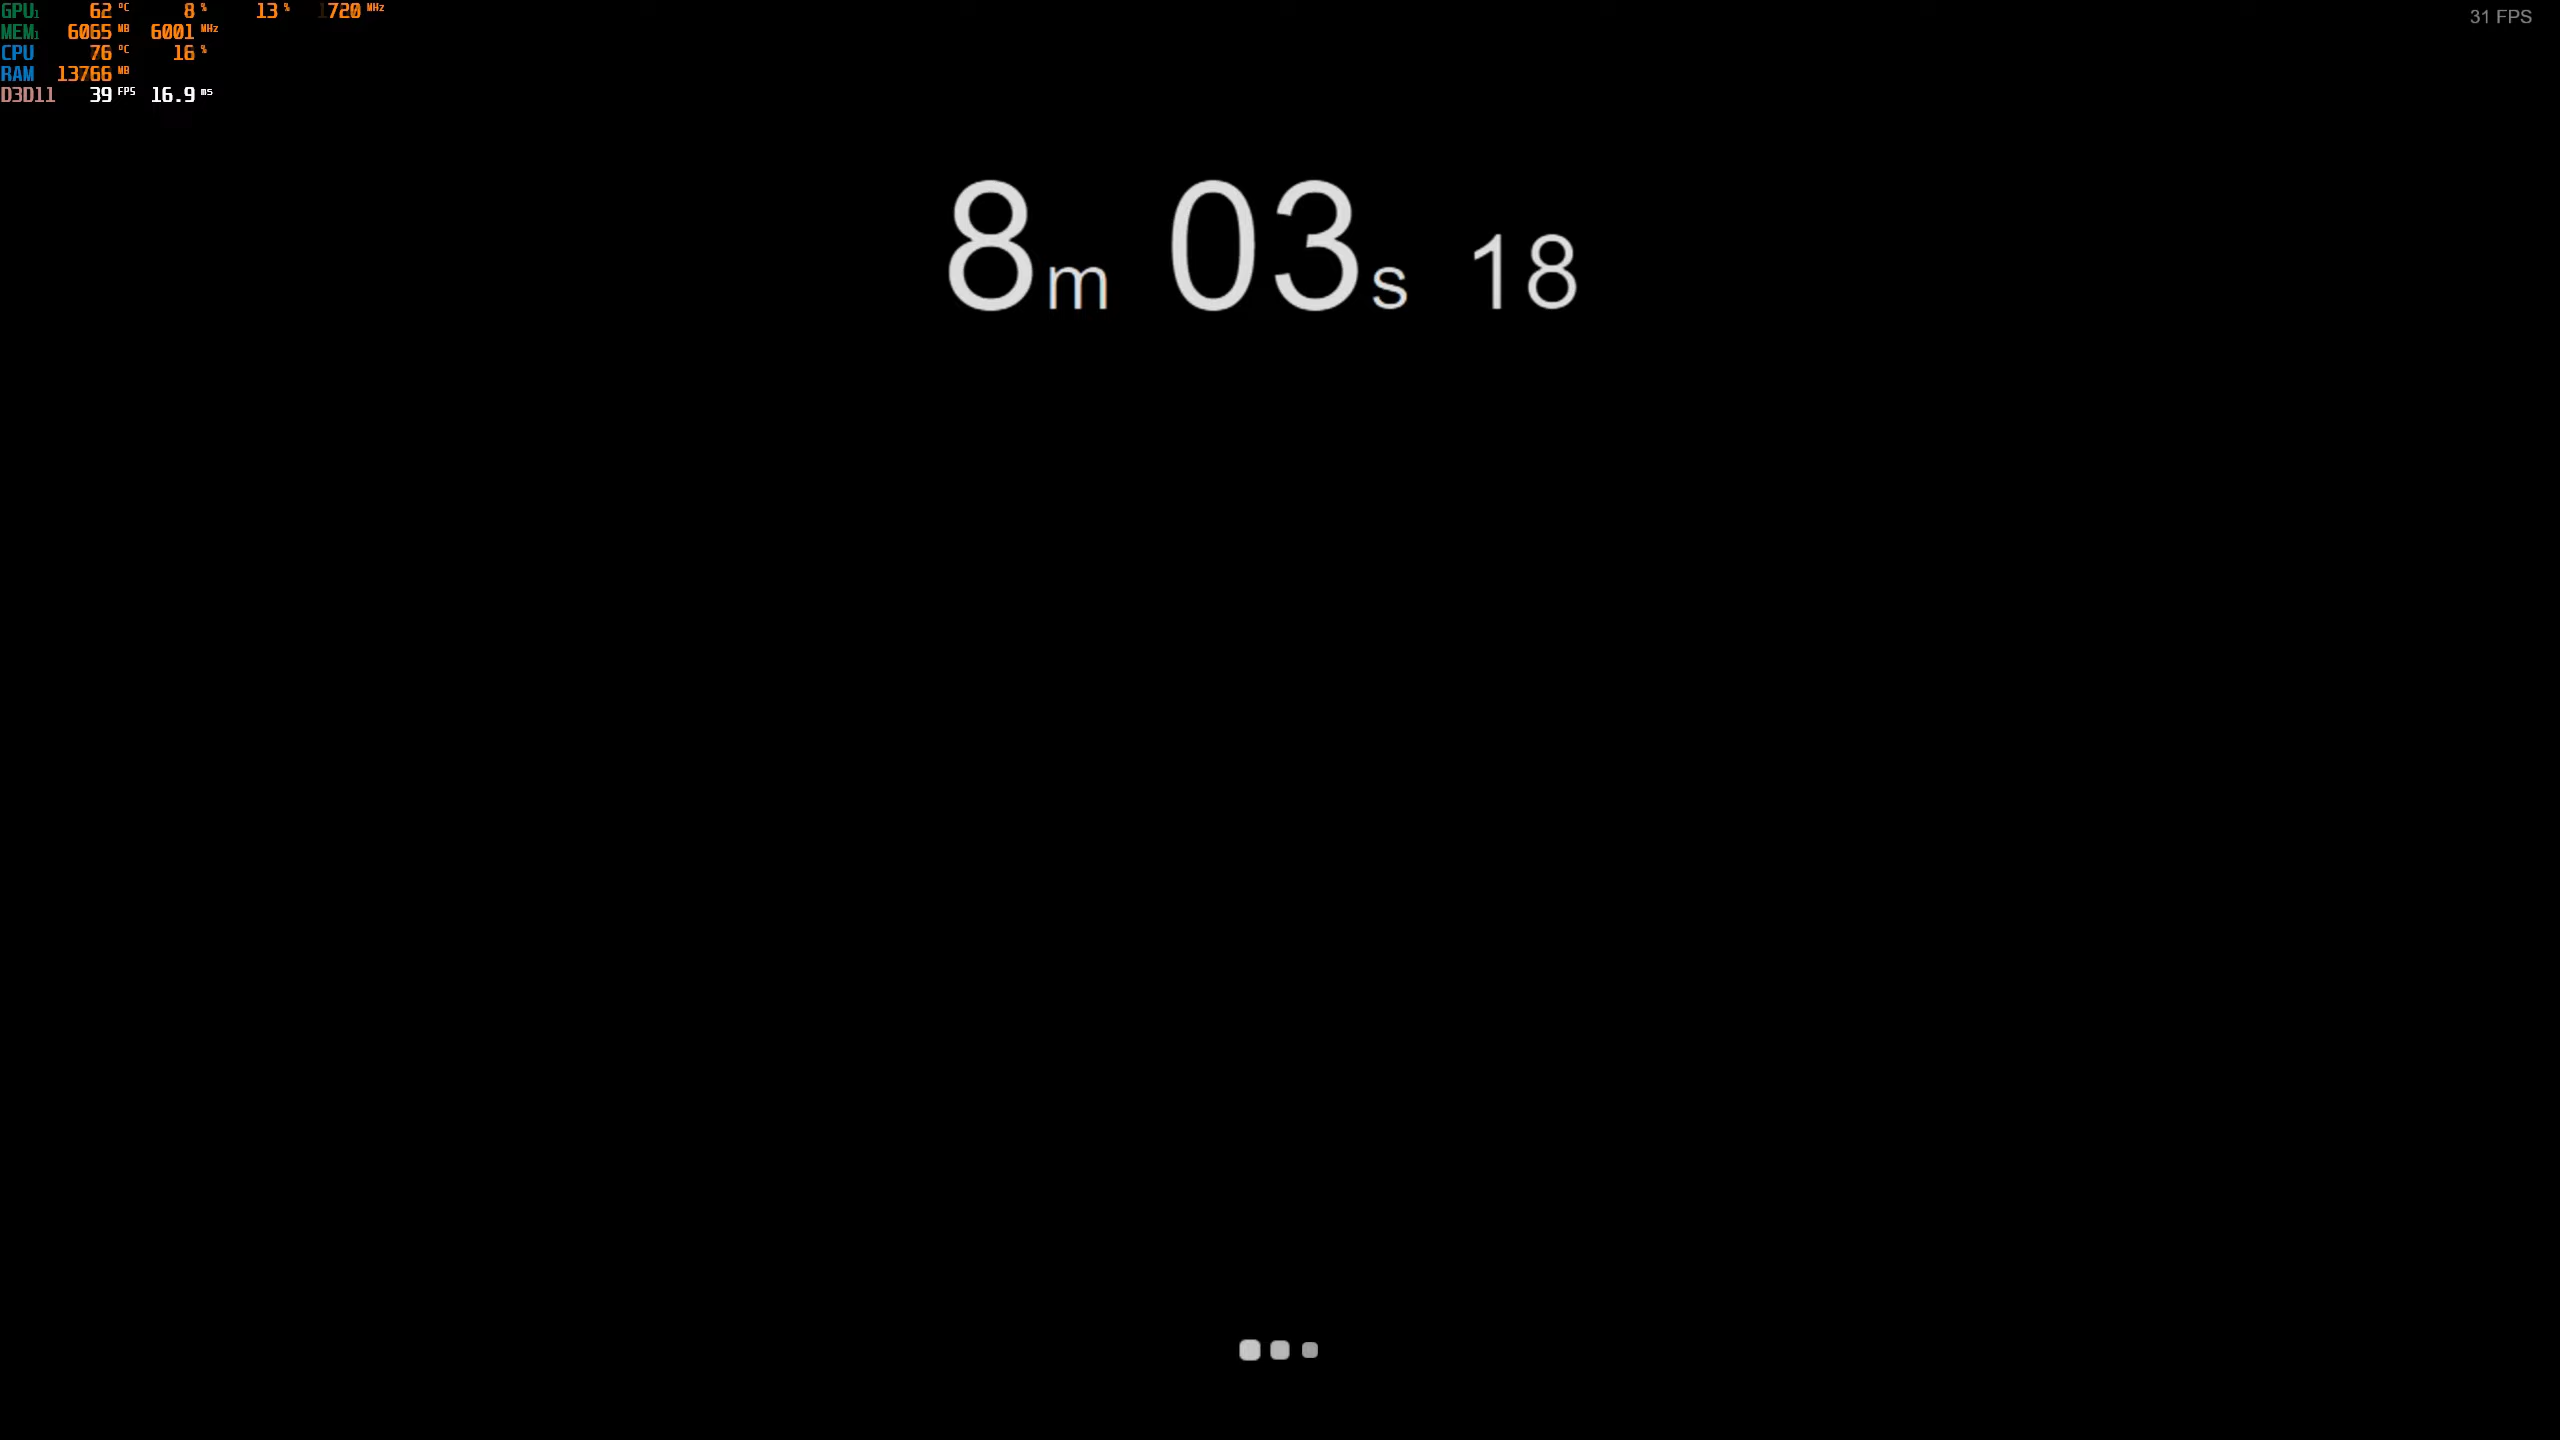 GPU1 62 °C 8 % 13 % 1720 MHz
MEM1 6065 MB 6001 MHz
CPU 76 °C 16 %
RAM 13766 MB
D3D11 39 FPS 16.9 ms
31 FPS
8m 03s 18